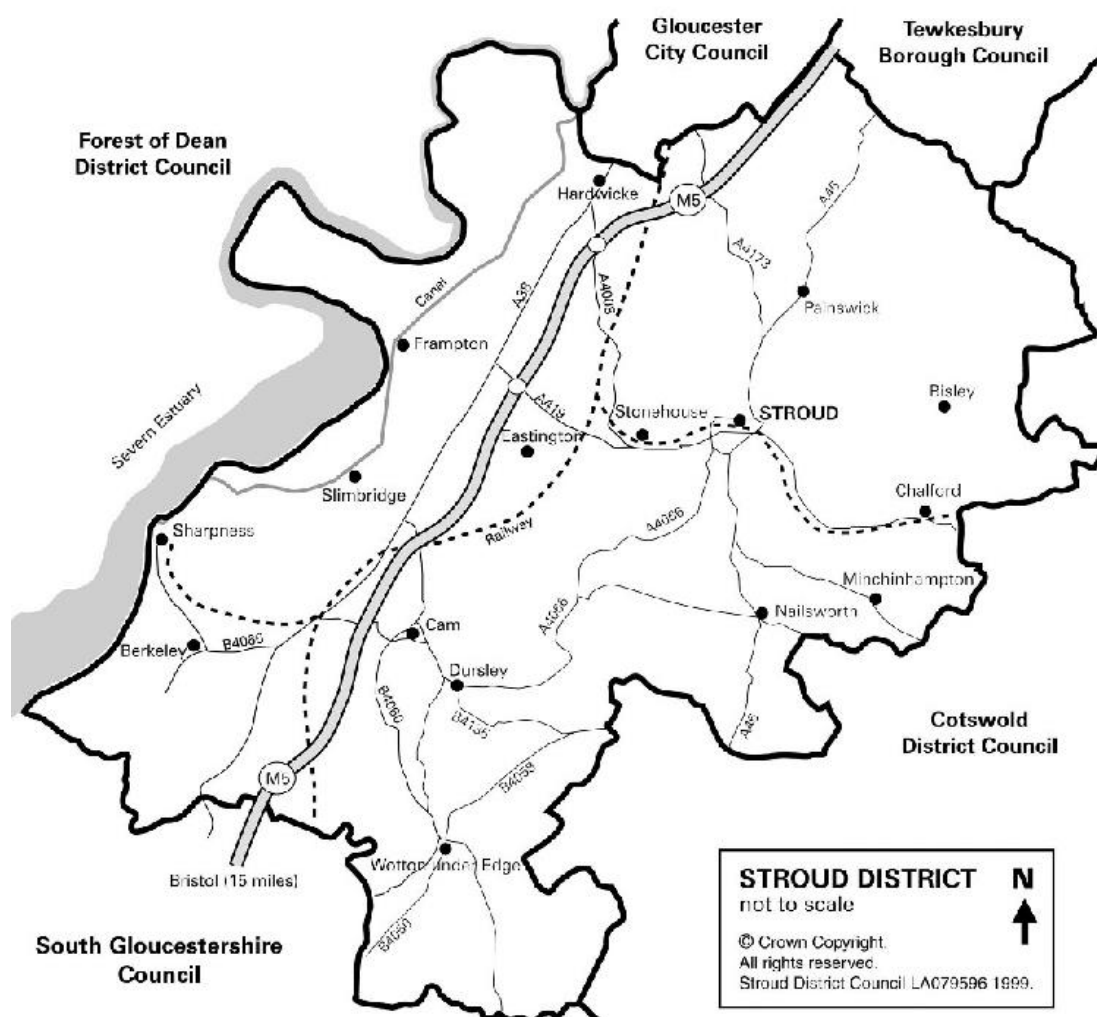 Gloucester
City Council
Tewkesbury
Borough Council
Forest of Dean
District Council
Hardwicke
M5
A46
A4173
Canal
A38
A4008
Painswick
Frampton
Severn Estuary
A419
Stonehouse
STROUD
Bisley
Eastington
Slimbridge
Chalford
Sharpness
Railway
A4066
Minchinhampton
A4066
Nailsworth
Cam
Berkeley
B4066
Dursley
B4060
B4135
A46
Cotswold
District Council
B4058
M5
Wotton under Edge
Bristol (15 miles)
B4060
STROUD DISTRICT
N
not to scale
© Crown Copyright.
All rights reserved.
Stroud District Council LA079596 1999.
South Gloucestershire
Council